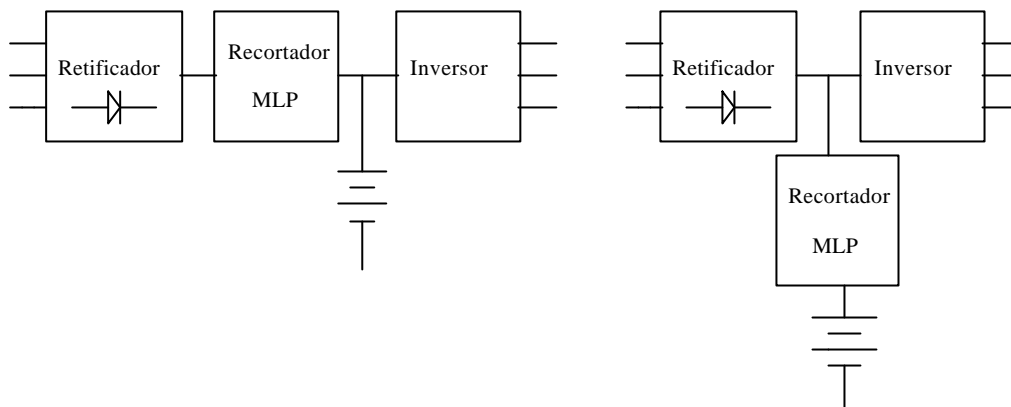 Retificador
Recortador
MLP
Inversor
Retificador
Inversor
Recortador
MLP